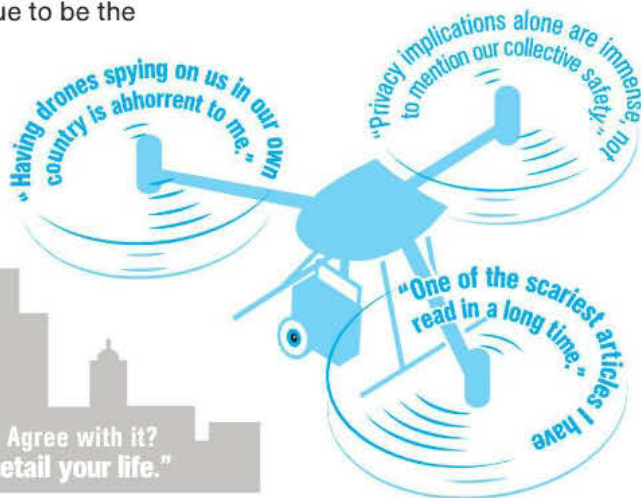 ue to be the
"Having drones spying on us in our own
country is abhorrent to me."
"Privacy implications alone are immense, not
to mention our collective safety."
"One of the scariest articles I have
read in a long time."
Agree with it?
etail your life."